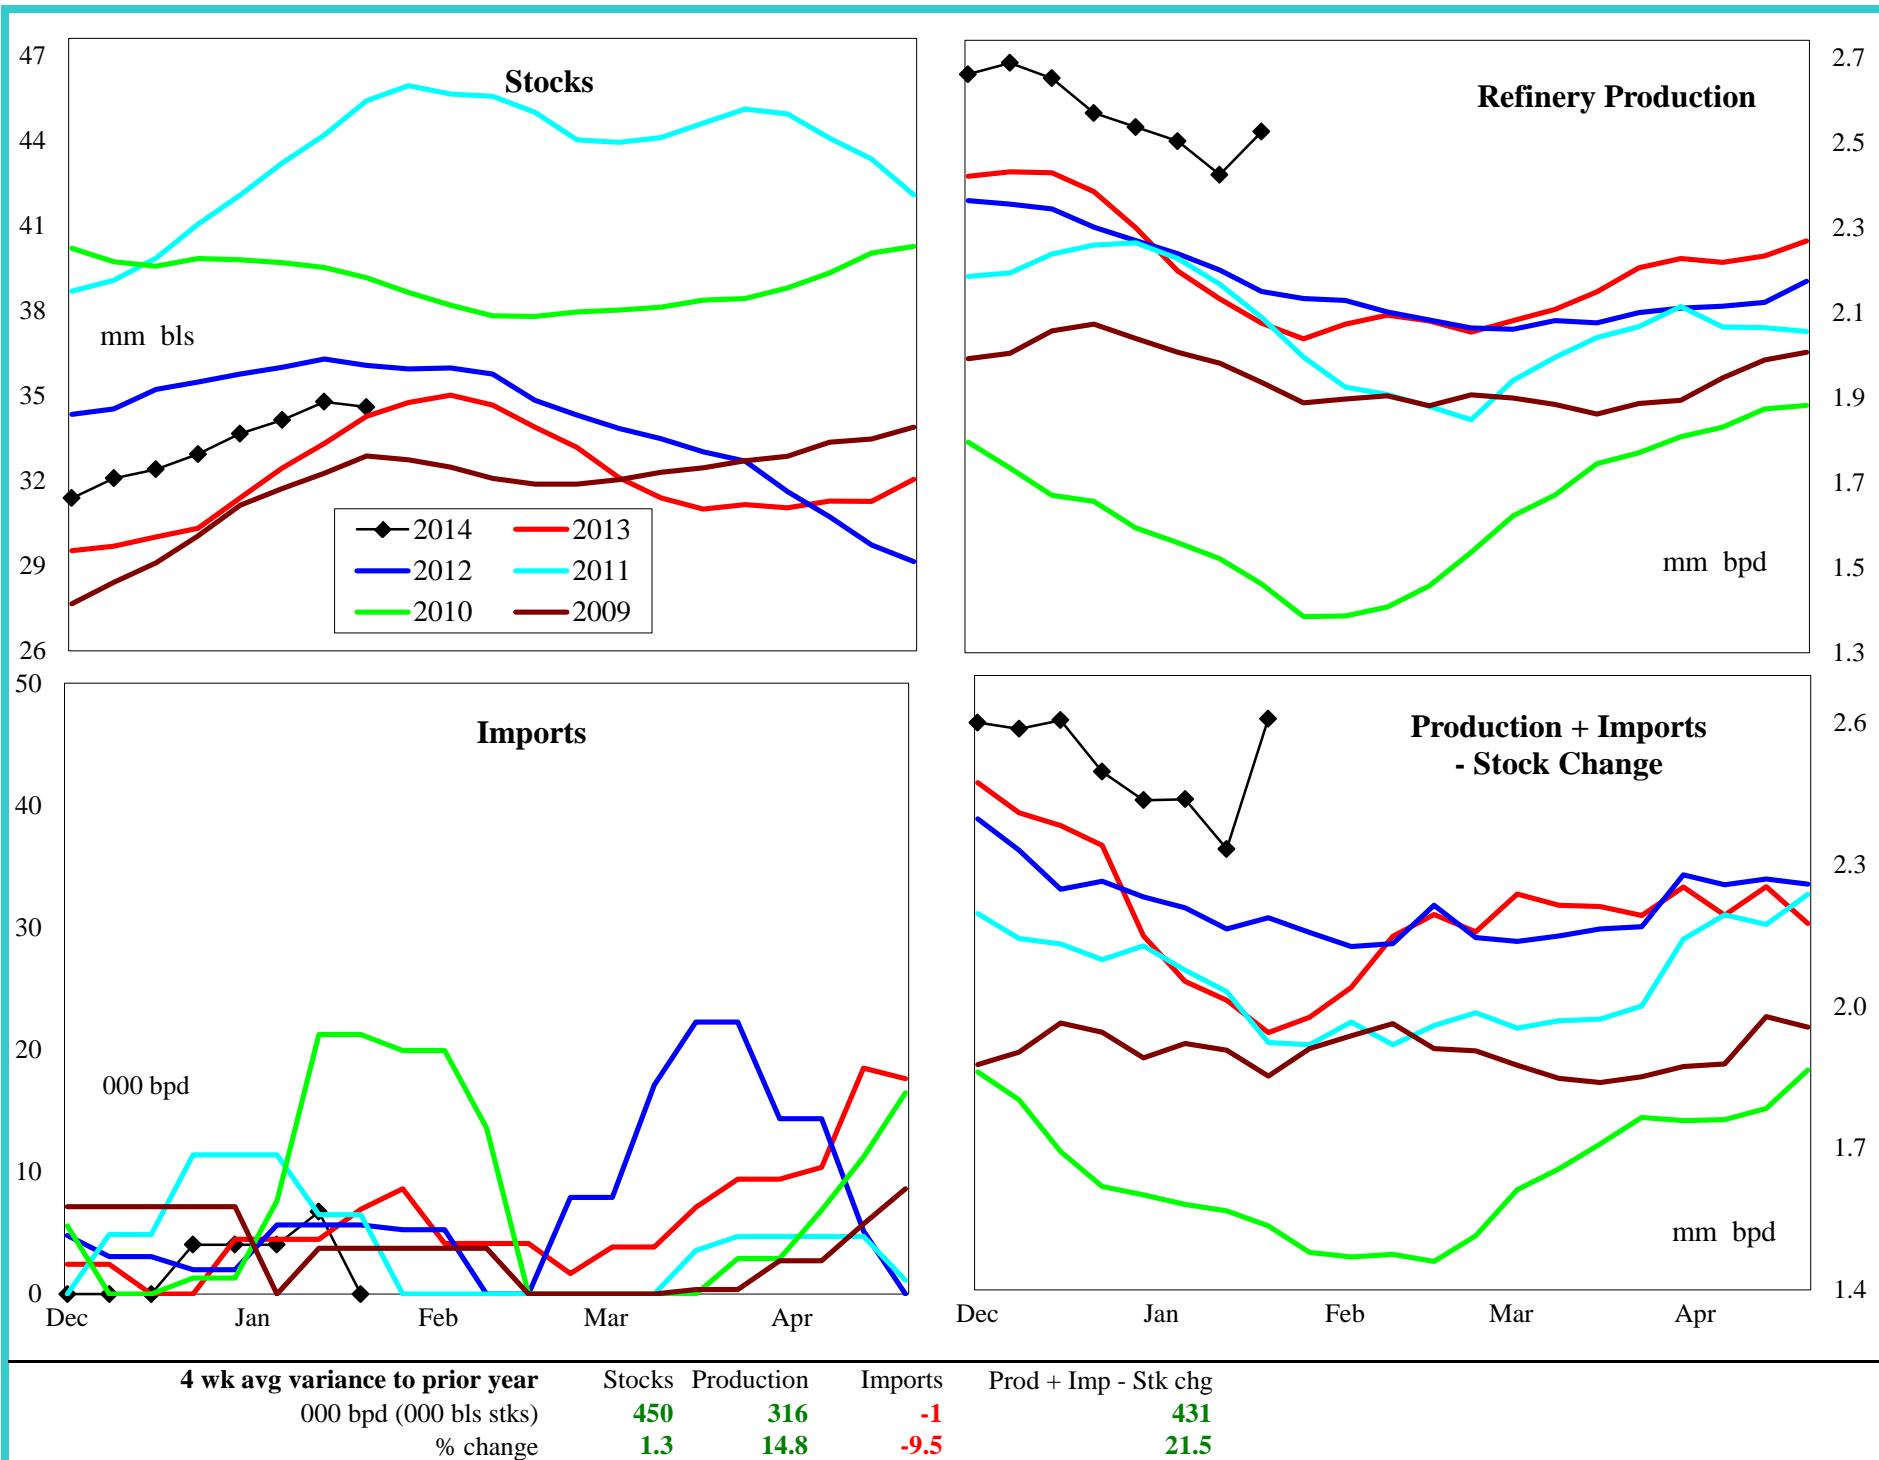 Stocks
47
44
41
38
35
32
29
26
mm bls
2014 2013
2012 2011
2010 2009
Refinery Production
2.7
2.5
2.3
2.1
1.9
1.7
1.5
1.3
mm bpd
Imports
50
40
30
20
10
0
000 bpd
Dec Jan Feb Mar Apr
Production + Imports
- Stock Change
2.6
2.3
2.0
1.7
1.4
mm bpd
Dec Jan Feb Mar Apr
4 wk avg variance to prior year Stocks Production Imports Prod + Imp - Stk chg
000 bpd (000 bls stks) 450 316 -1 431
% change 1.3 14.8 -9.5 21.5